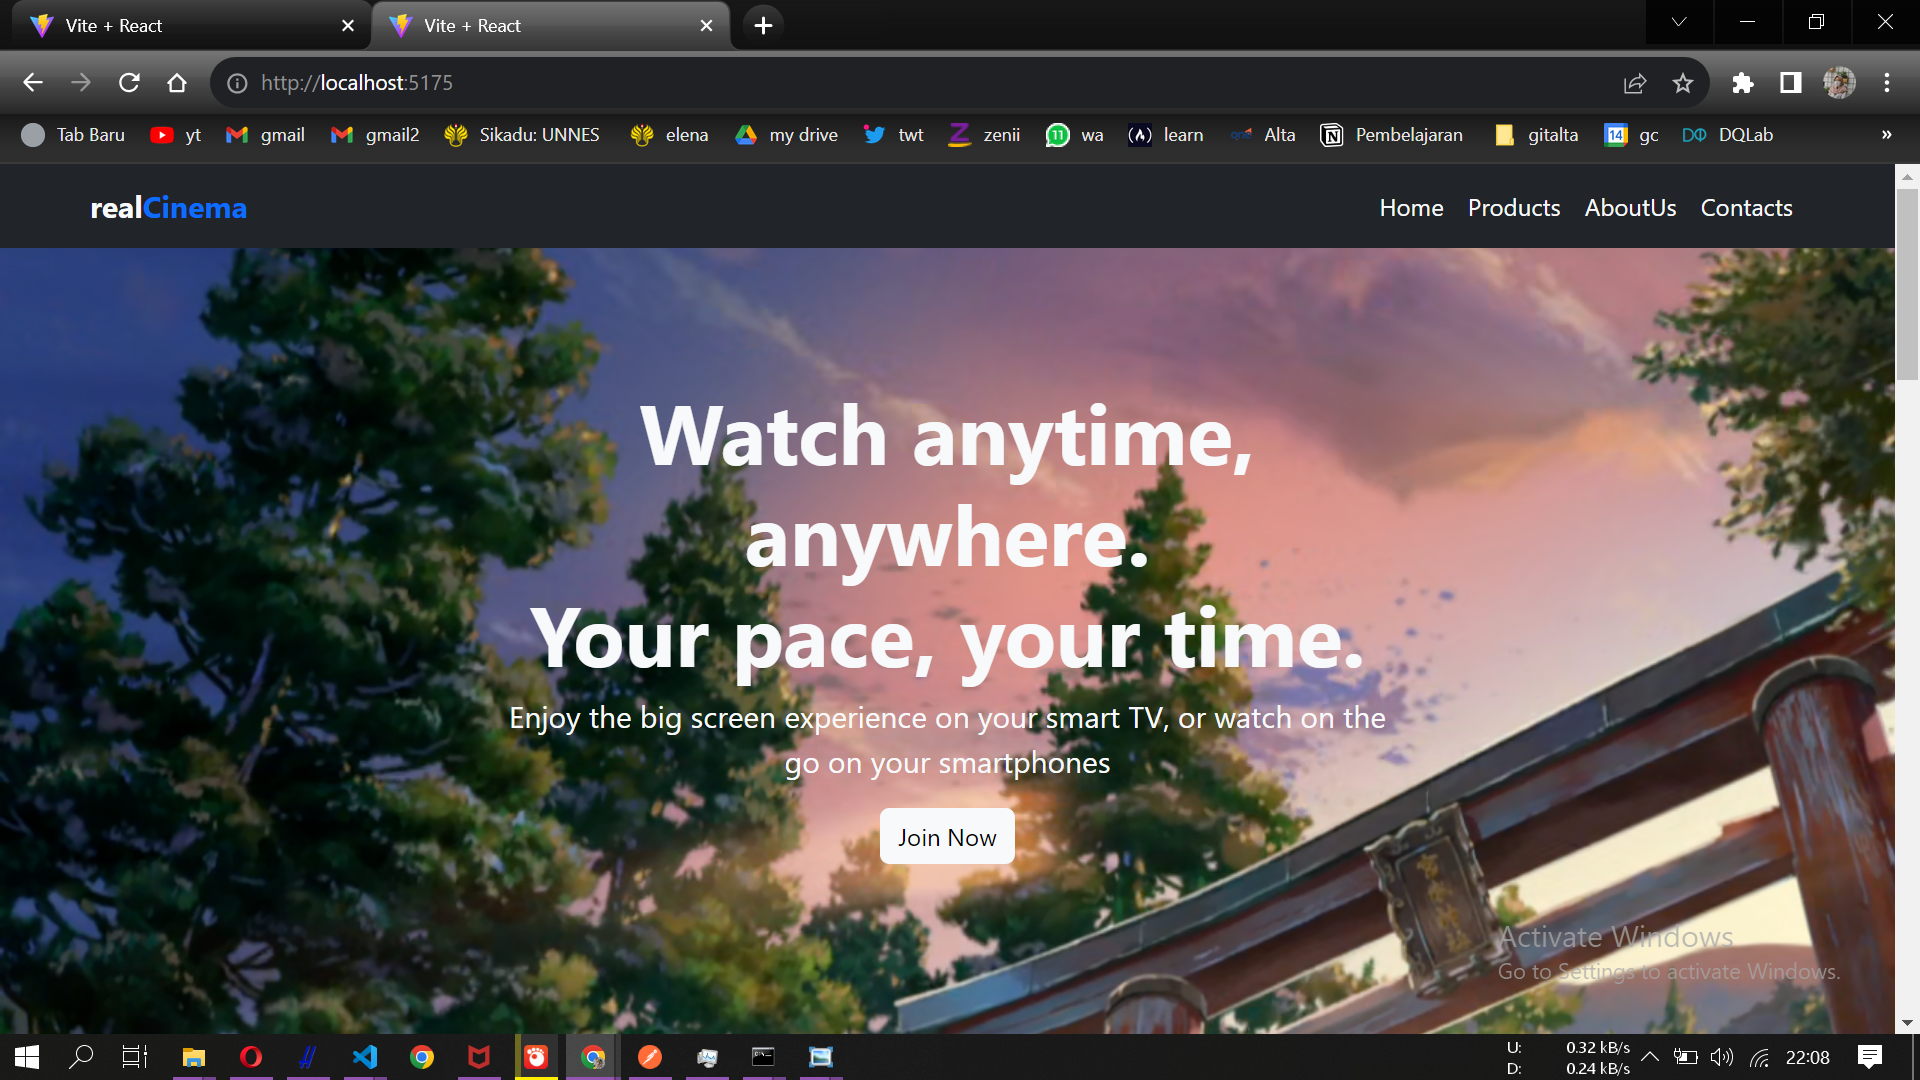 Vite + React
Vite + React
http://localhost:5175
Tab Baru
yt
gmail
gmail2
Sikadu: UNNES
elena
my drive
twt
zenii
11
wa
learn
Alta
Pembelajaran
gitalta
14
gc
DQLab
realCinema
Home
Products
AboutUs
Contacts
Watch anytime,
anywhere.
Your pace, your time.
Enjoy the big screen experience on your smart TV, or watch on the
go on your smartphones
Join Now
Activate Windows
Go to Settings to activate Windows.
U: 0.32 kB/s
D: 0.24 kB/s
22:08